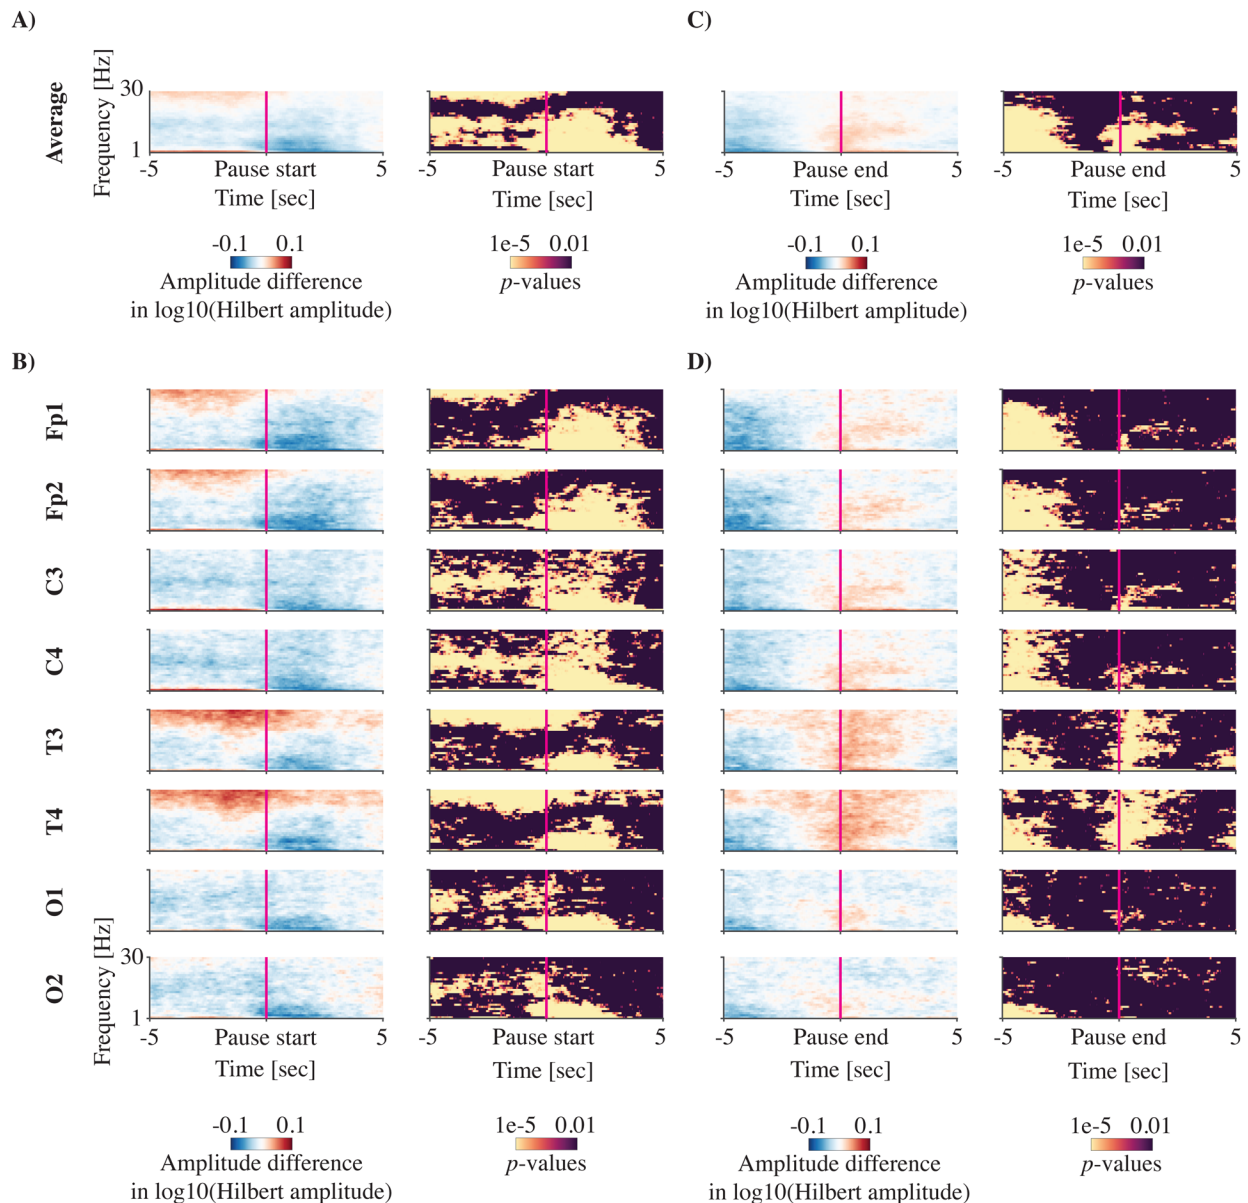 A)
C)
Average
Frequency [Hz]
30
1
-5
Pause start
5
-5
Pause start
5
-5
Pause end
5
-5
Pause end
5
Time [sec]
Time [sec]
Time [sec]
Time [sec]
-0.1 0.1
1e-5 0.01
-0.1 0.1
1e-5 0.01
Amplitude difference
in log10(Hilbert amplitude)
p-values
Amplitude difference
in log10(Hilbert amplitude)
p-values
B)
D)
Fp1
Fp2
C3
C4
T3
T4
O1
O2
Frequency [Hz]
30
1
-5
Pause start
5
-5
Pause start
5
-5
Pause end
5
-5
Pause end
5
Time [sec]
Time [sec]
Time [sec]
Time [sec]
-0.1 0.1
1e-5 0.01
-0.1 0.1
1e-5 0.01
Amplitude difference
in log10(Hilbert amplitude)
p-values
Amplitude difference
in log10(Hilbert amplitude)
p-values